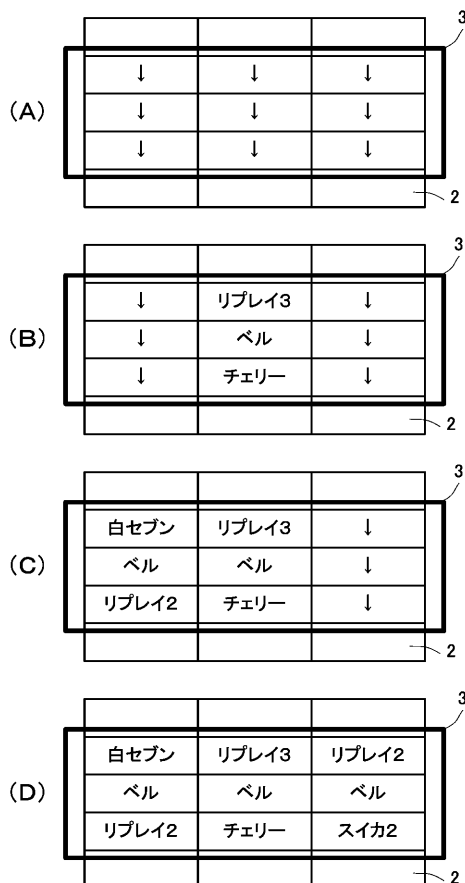 3
(A)
↓ ↓ ↓
↓ ↓ ↓
↓ ↓ ↓
2
3
(B)
↓ リプレイ3 ↓
↓ ベル ↓
↓ チェリー ↓
2
3
(C)
白セブン リプレイ3 ↓
ベル ベル ↓
リプレイ2 チェリー ↓
2
3
(D)
白セブン リプレイ3 リプレイ2
ベル ベル ベル
リプレイ2 チェリー スイカ2
2